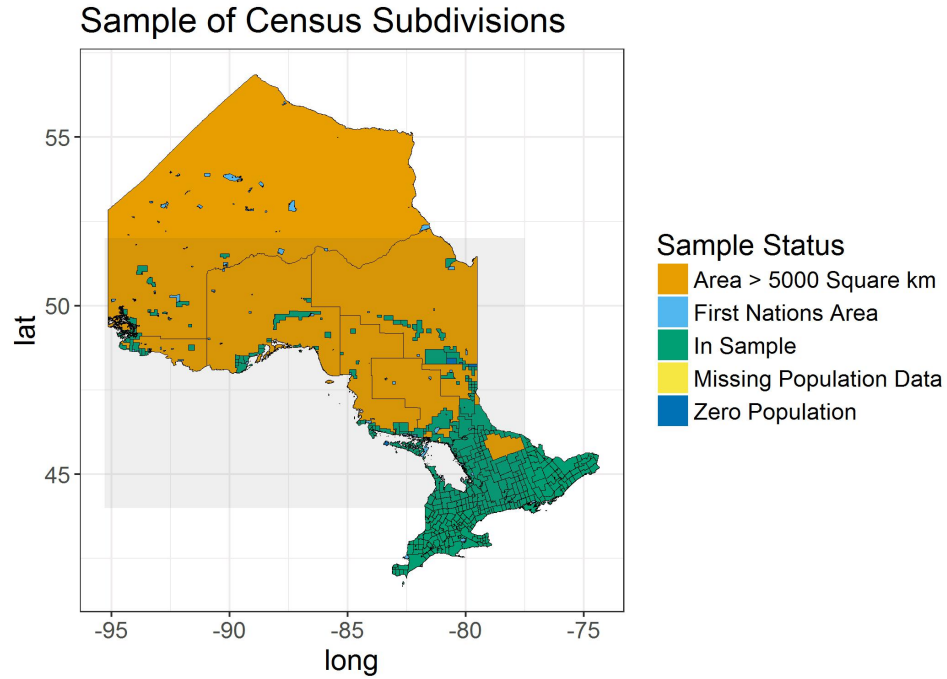 Sample of Census Subdivisions
55
50
45
lat
-95 -90 -85 -80 -75
long
Sample Status
Area > 5000 Square km
First Nations Area
In Sample
Missing Population Data
Zero Population